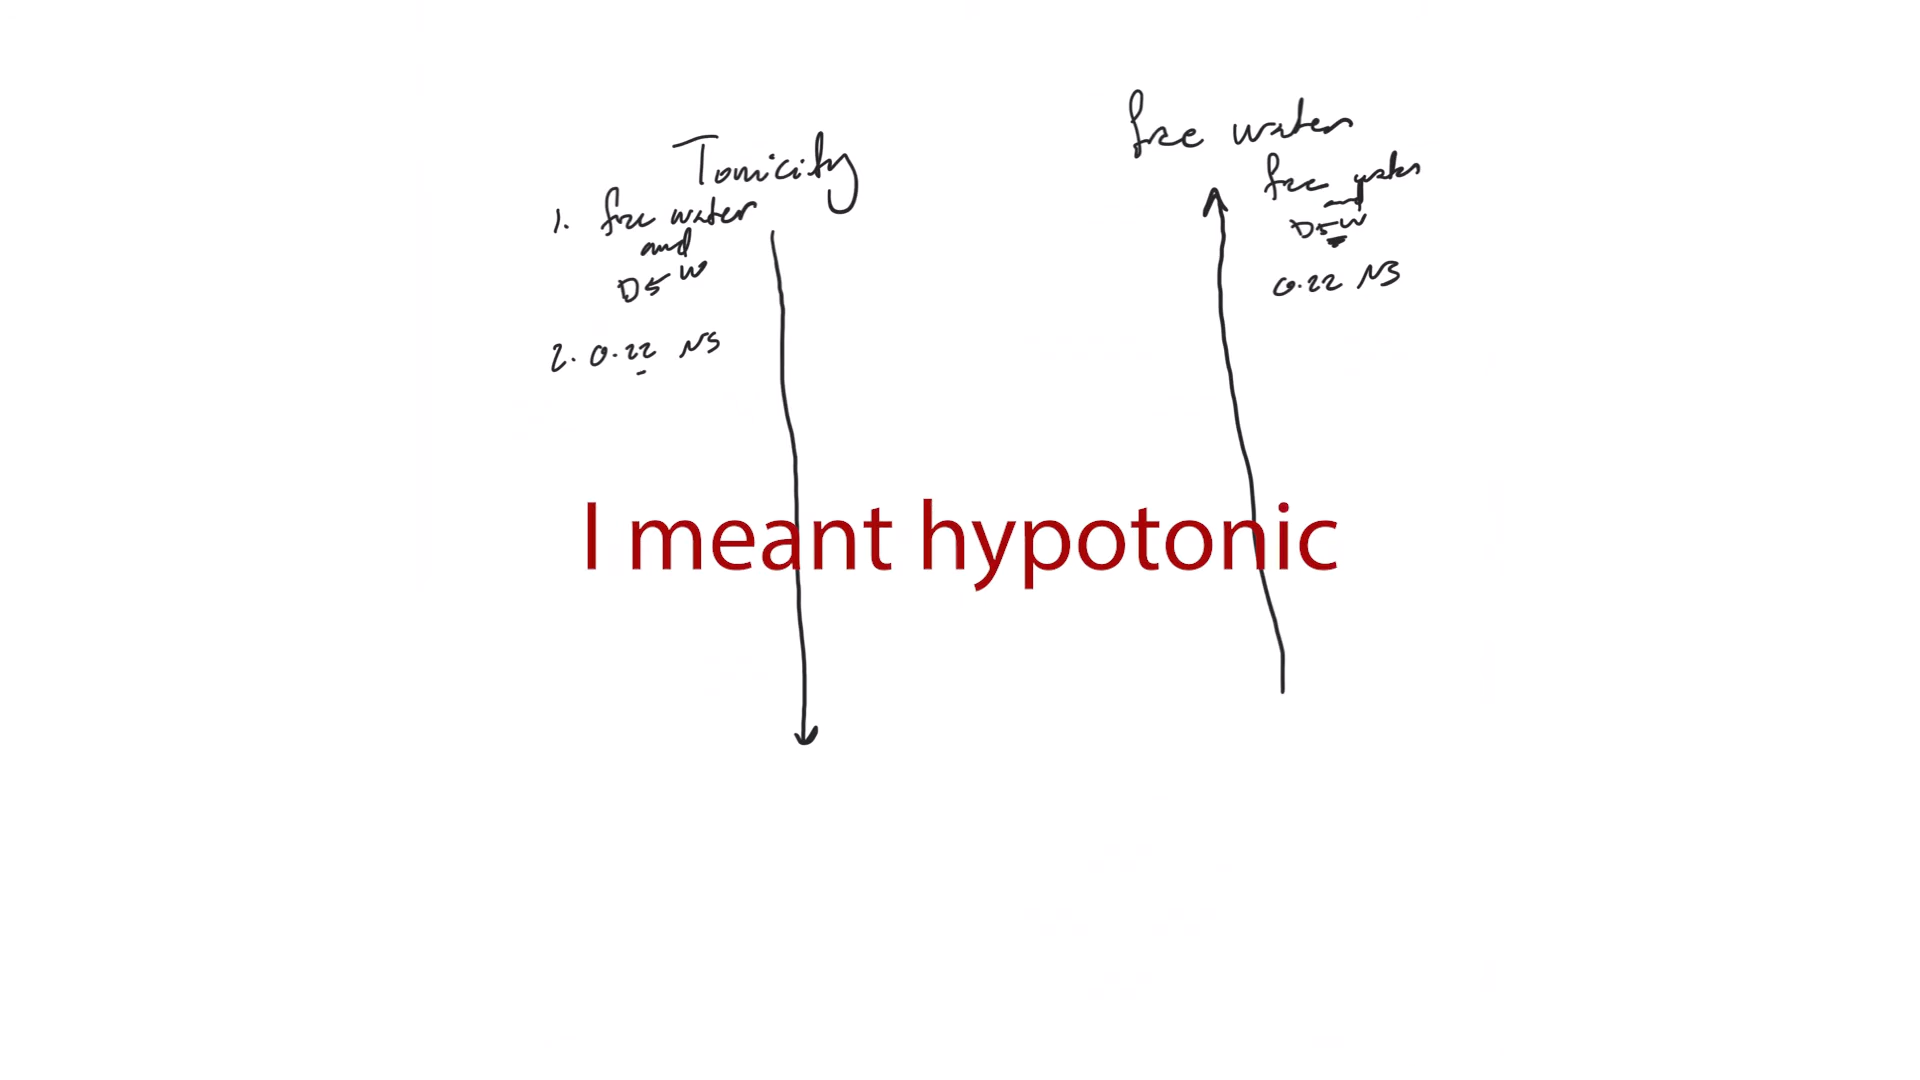 Tonicity
1. free water
and
D5W
2. 0.22 NS
free water
free water
and
D5W
0.22 NS
I meant hypotonic